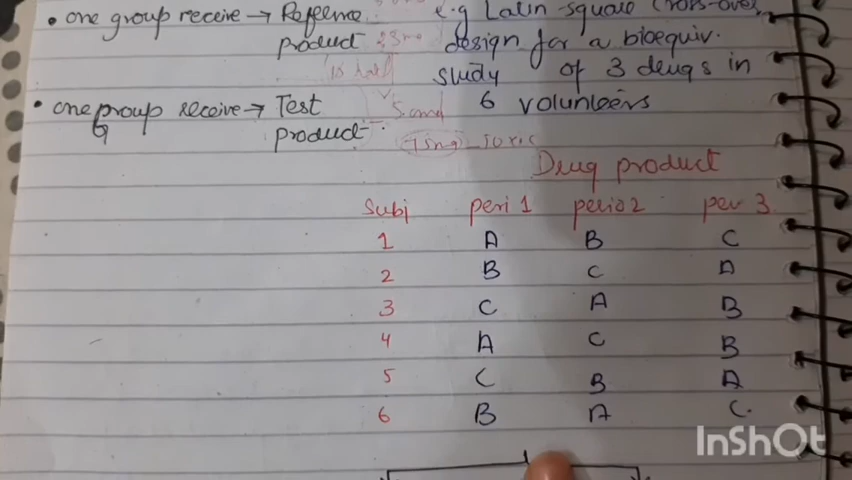 • one group receive → Reffence
product
• one group receive → Test
product
e.g Latin square Cross-over
design for a bioequiv.
study of 3 drugs in
6 volunteers
Drug product
Subj peri 1 perio 2 per 3
1 A B C
2 B C A
3 C A B
4 A C B
5 C B A
6 B A C.
InShOt